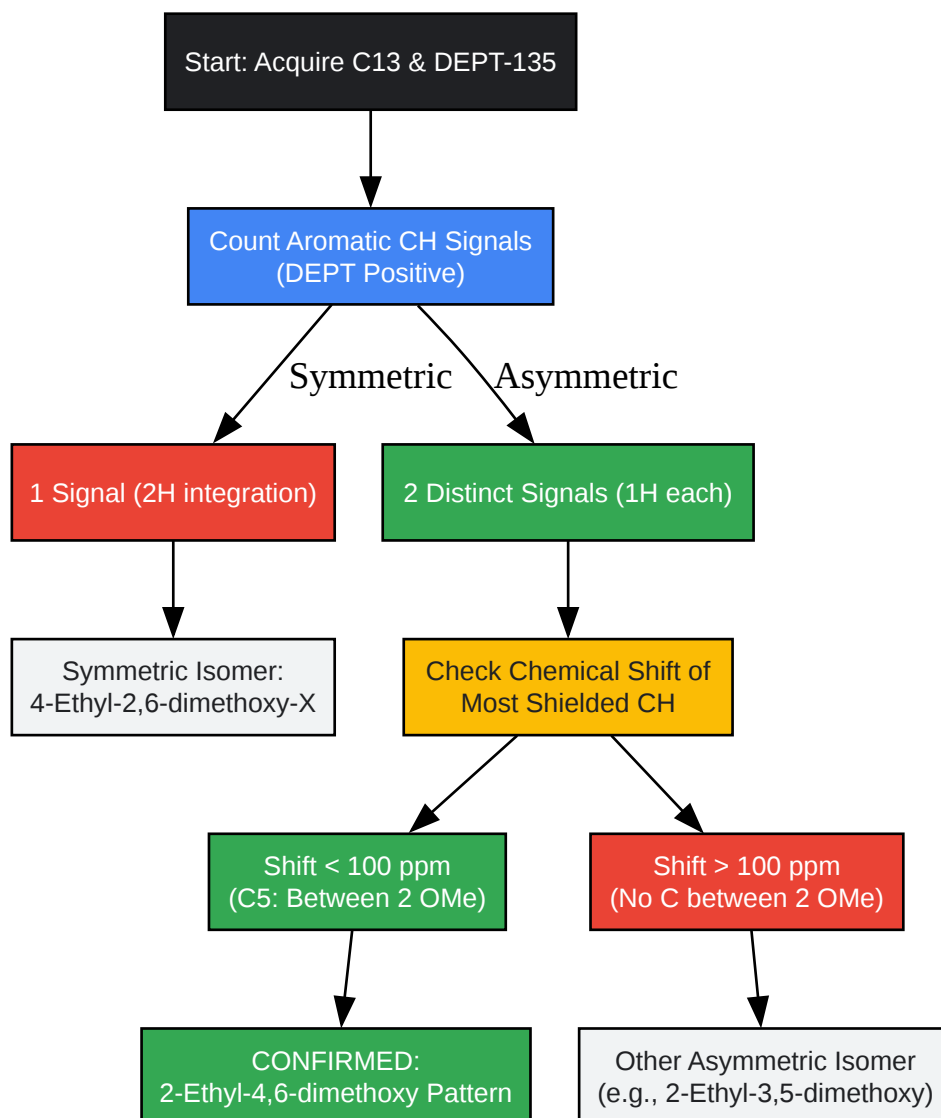 Start: Acquire C13 & DEPT-135
Count Aromatic CH Signals
(DEPT Positive)
Symmetric
Asymmetric
1 Signal (2H integration)
2 Distinct Signals (1H each)
Symmetric Isomer:
4-Ethyl-2,6-dimethoxy-X
Check Chemical Shift of
Most Shielded CH
Shift < 100 ppm
(C5: Between 2 OMe)
Shift > 100 ppm
(No C between 2 OMe)
CONFIRMED:
2-Ethyl-4,6-dimethoxy Pattern
Other Asymmetric Isomer
(e.g., 2-Ethyl-3,5-dimethoxy)